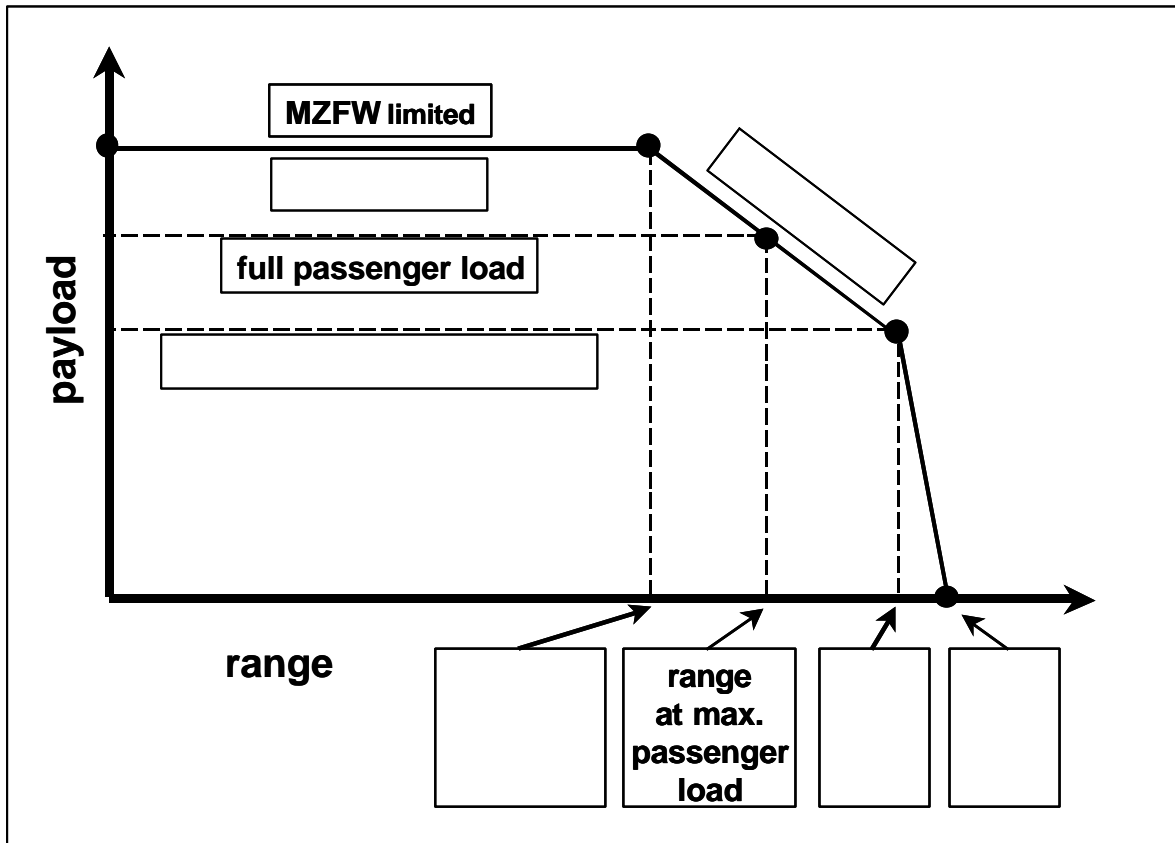 MZFW limited
full passenger load
payload
range
range
at max.
passenger
load